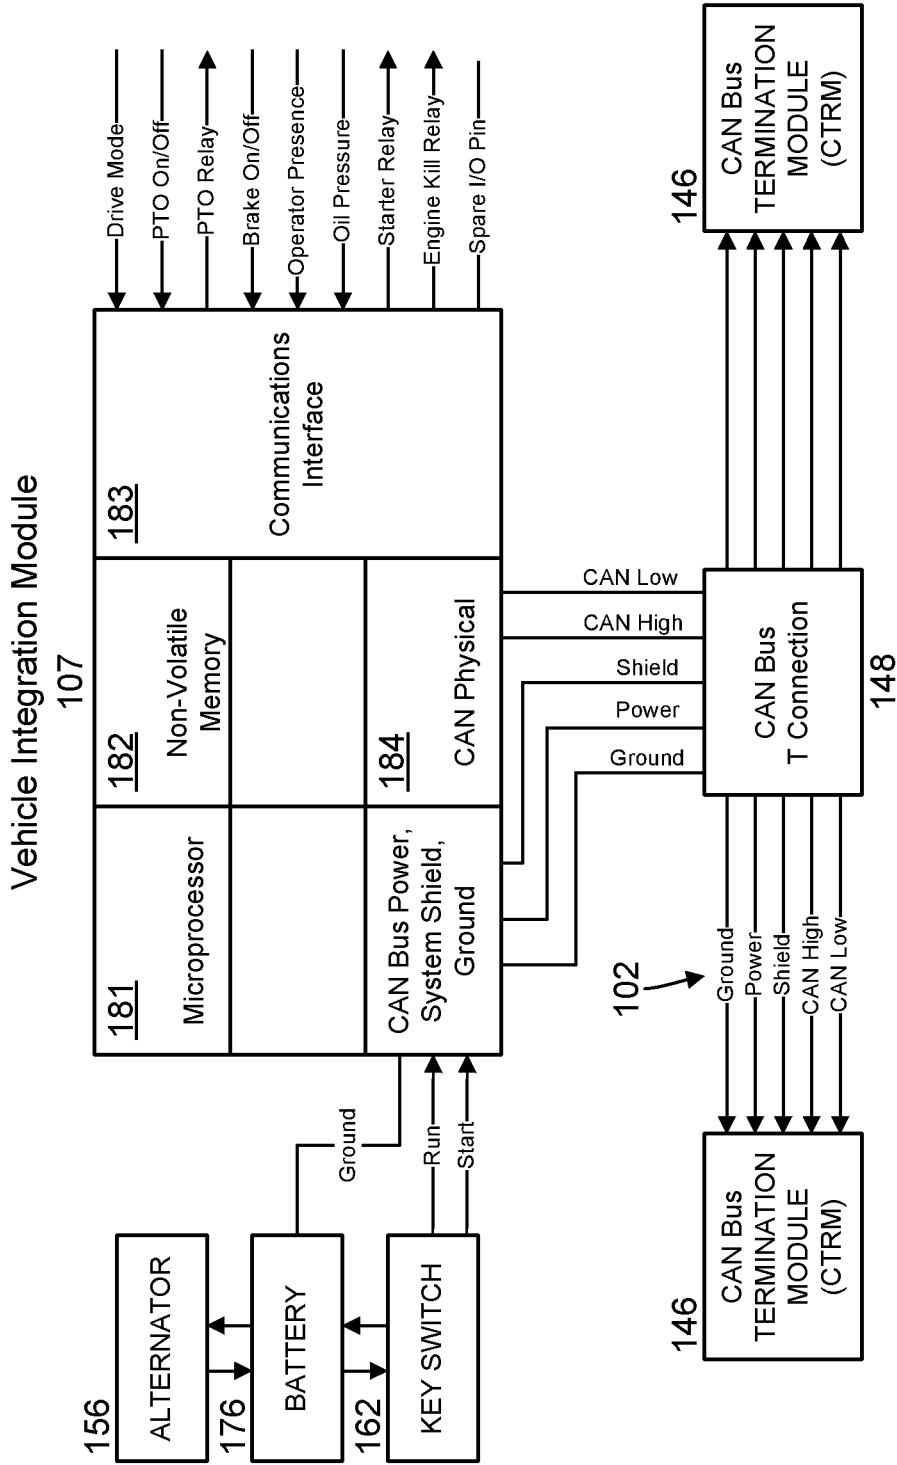 Vehicle Integration Module
107
156
ALTERNATOR
176
BATTERY
162
KEY SWITCH
Ground
Run
Start
181
Microprocessor
182
Non-Volatile
Memory
183
Communications
Interface
CAN Bus Power,
System Shield,
Ground
184
CAN Physical
Drive Mode
PTO On/Off
PTO Relay
Brake On/Off
Operator Presence
Oil Pressure
Starter Relay
Engine Kill Relay
Spare I/O Pin
Ground
Power
Shield
CAN High
CAN Low
102
146
CAN Bus
TERMINATION
MODULE
(CTRM)
Ground
Power
Shield
CAN High
CAN Low
CAN Bus
T Connection
148
146
CAN Bus
TERMINATION
MODULE
(CTRM)